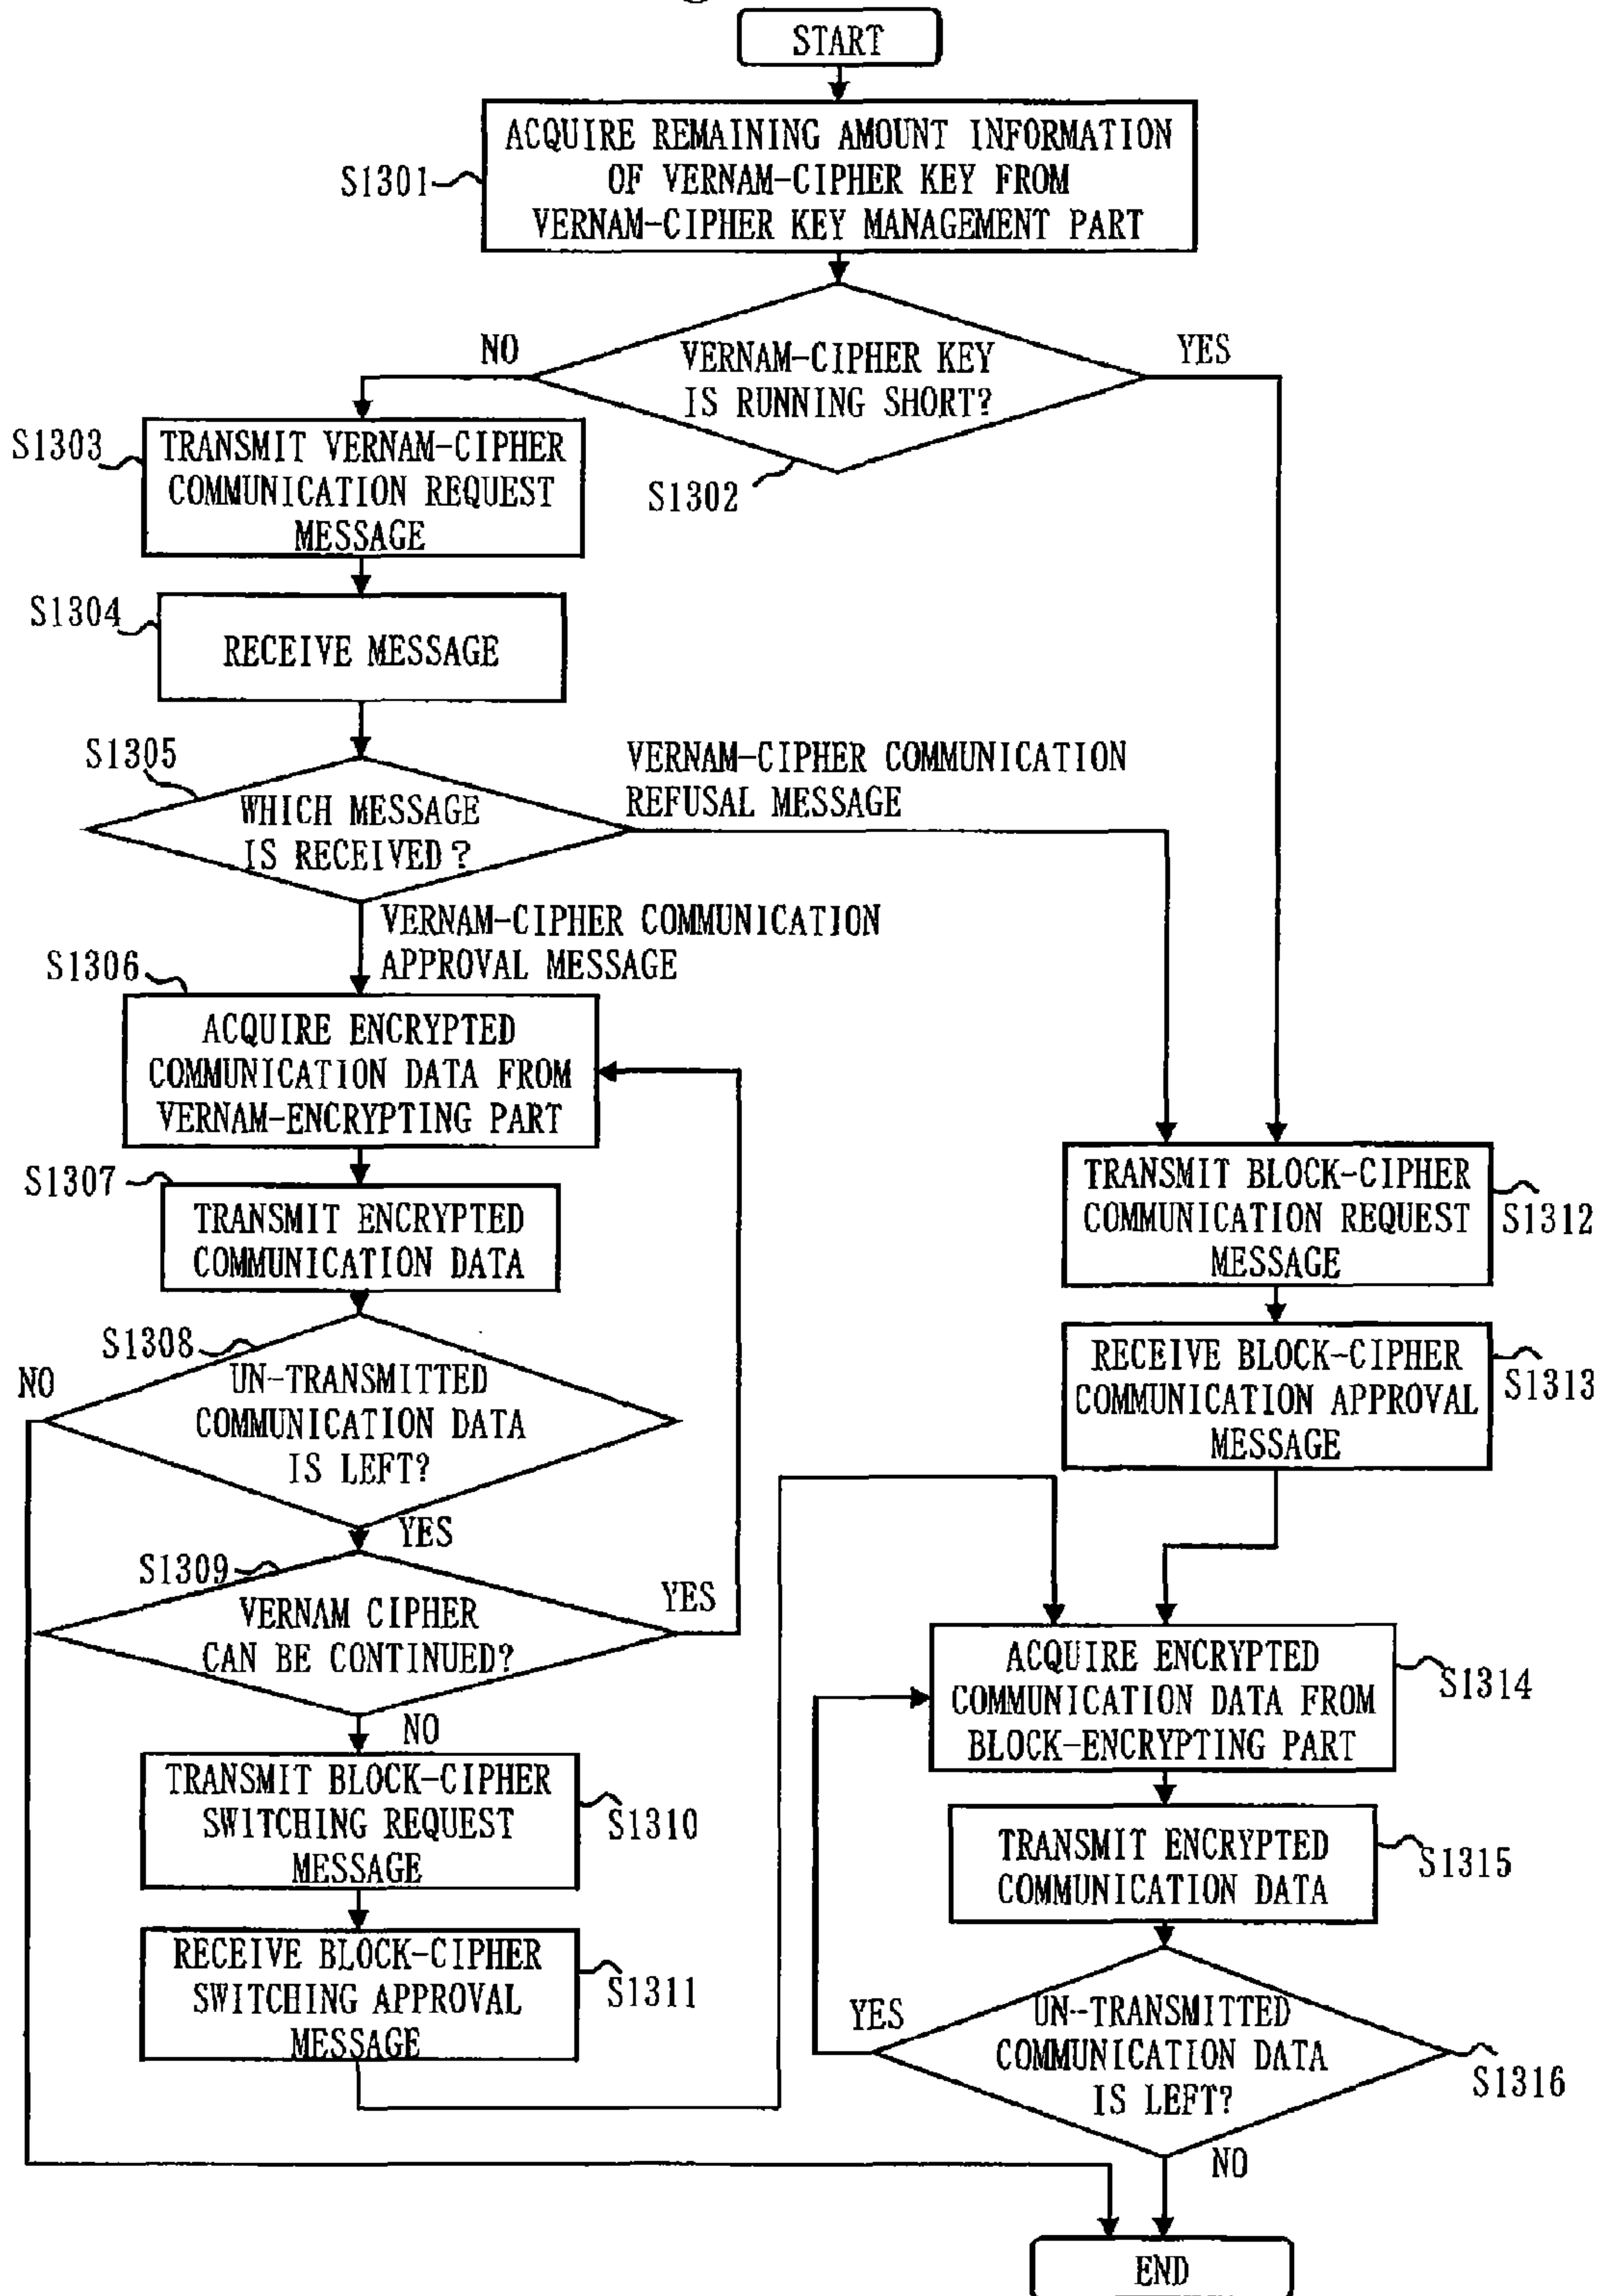 START
ACQUIRE REMAINING AMOUNT INFORMATION
OF VERNAM-CIPHER KEY FROM
VERNAM-CIPHER KEY MANAGEMENT PART
S1301
NO
VERNAM-CIPHER KEY
IS RUNNING SHORT?
YES
S1302
S1303
TRANSMIT VERNAM-CIPHER
COMMUNICATION REQUEST
MESSAGE
S1304
RECEIVE MESSAGE
S1305
WHICH MESSAGE
IS RECEIVED?
VERNAM-CIPHER COMMUNICATION
REFUSAL MESSAGE
VERNAM-CIPHER COMMUNICATION
APPROVAL MESSAGE
S1306
ACQUIRE ENCRYPTED
COMMUNICATION DATA FROM
VERNAM-ENCRYPTING PART
S1307
TRANSMIT ENCRYPTED
COMMUNICATION DATA
S1308
NO
UN-TRANSMITTED
COMMUNICATION DATA
IS LEFT?
YES
S1309
VERNAM CIPHER
CAN BE CONTINUED?
YES
NO
TRANSMIT BLOCK-CIPHER
SWITCHING REQUEST
MESSAGE
S1310
RECEIVE BLOCK-CIPHER
SWITCHING APPROVAL
MESSAGE
S1311
TRANSMIT BLOCK-CIPHER
COMMUNICATION REQUEST
MESSAGE
S1312
RECEIVE BLOCK-CIPHER
COMMUNICATION APPROVAL
MESSAGE
S1313
ACQUIRE ENCRYPTED
COMMUNICATION DATA FROM
BLOCK-ENCRYPTING PART
S1314
TRANSMIT ENCRYPTED
COMMUNICATION DATA
S1315
YES
UN-TRANSMITTED
COMMUNICATION DATA
IS LEFT?
S1316
NO
END